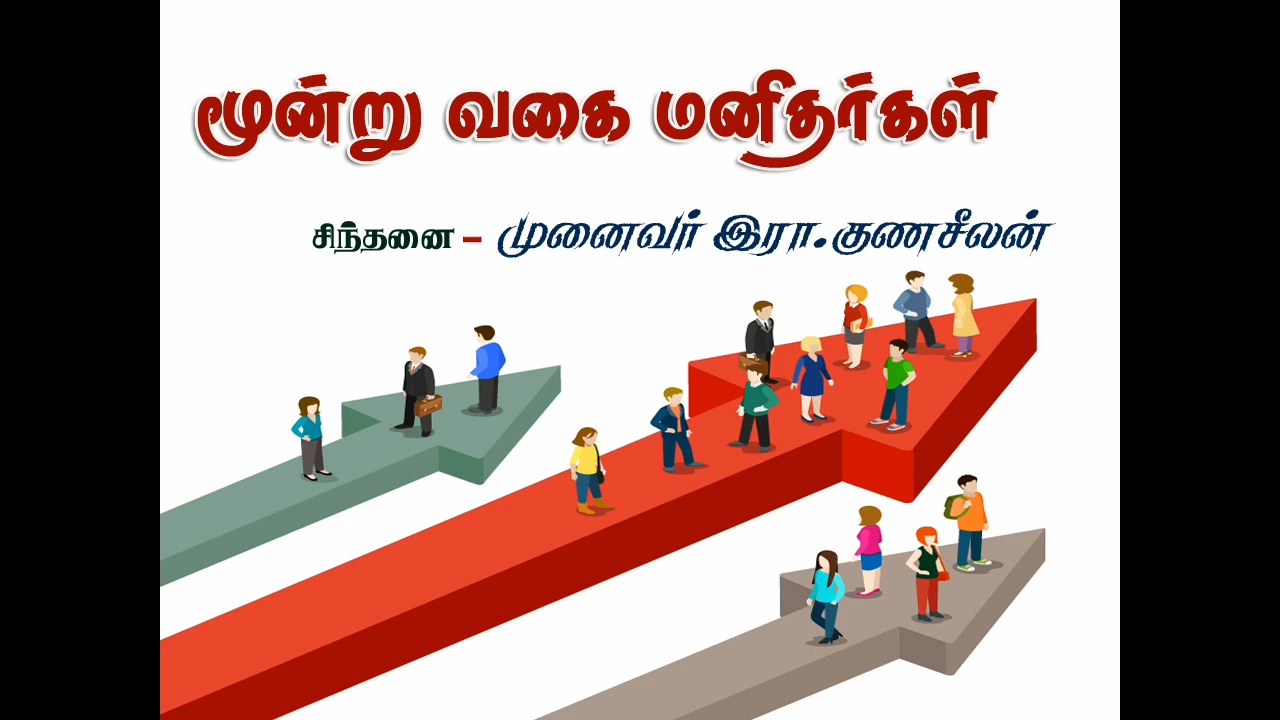 மூன்று வகை மனிதர்கள்
சிந்தனை – முனைவர் இரா.குணசீலன்